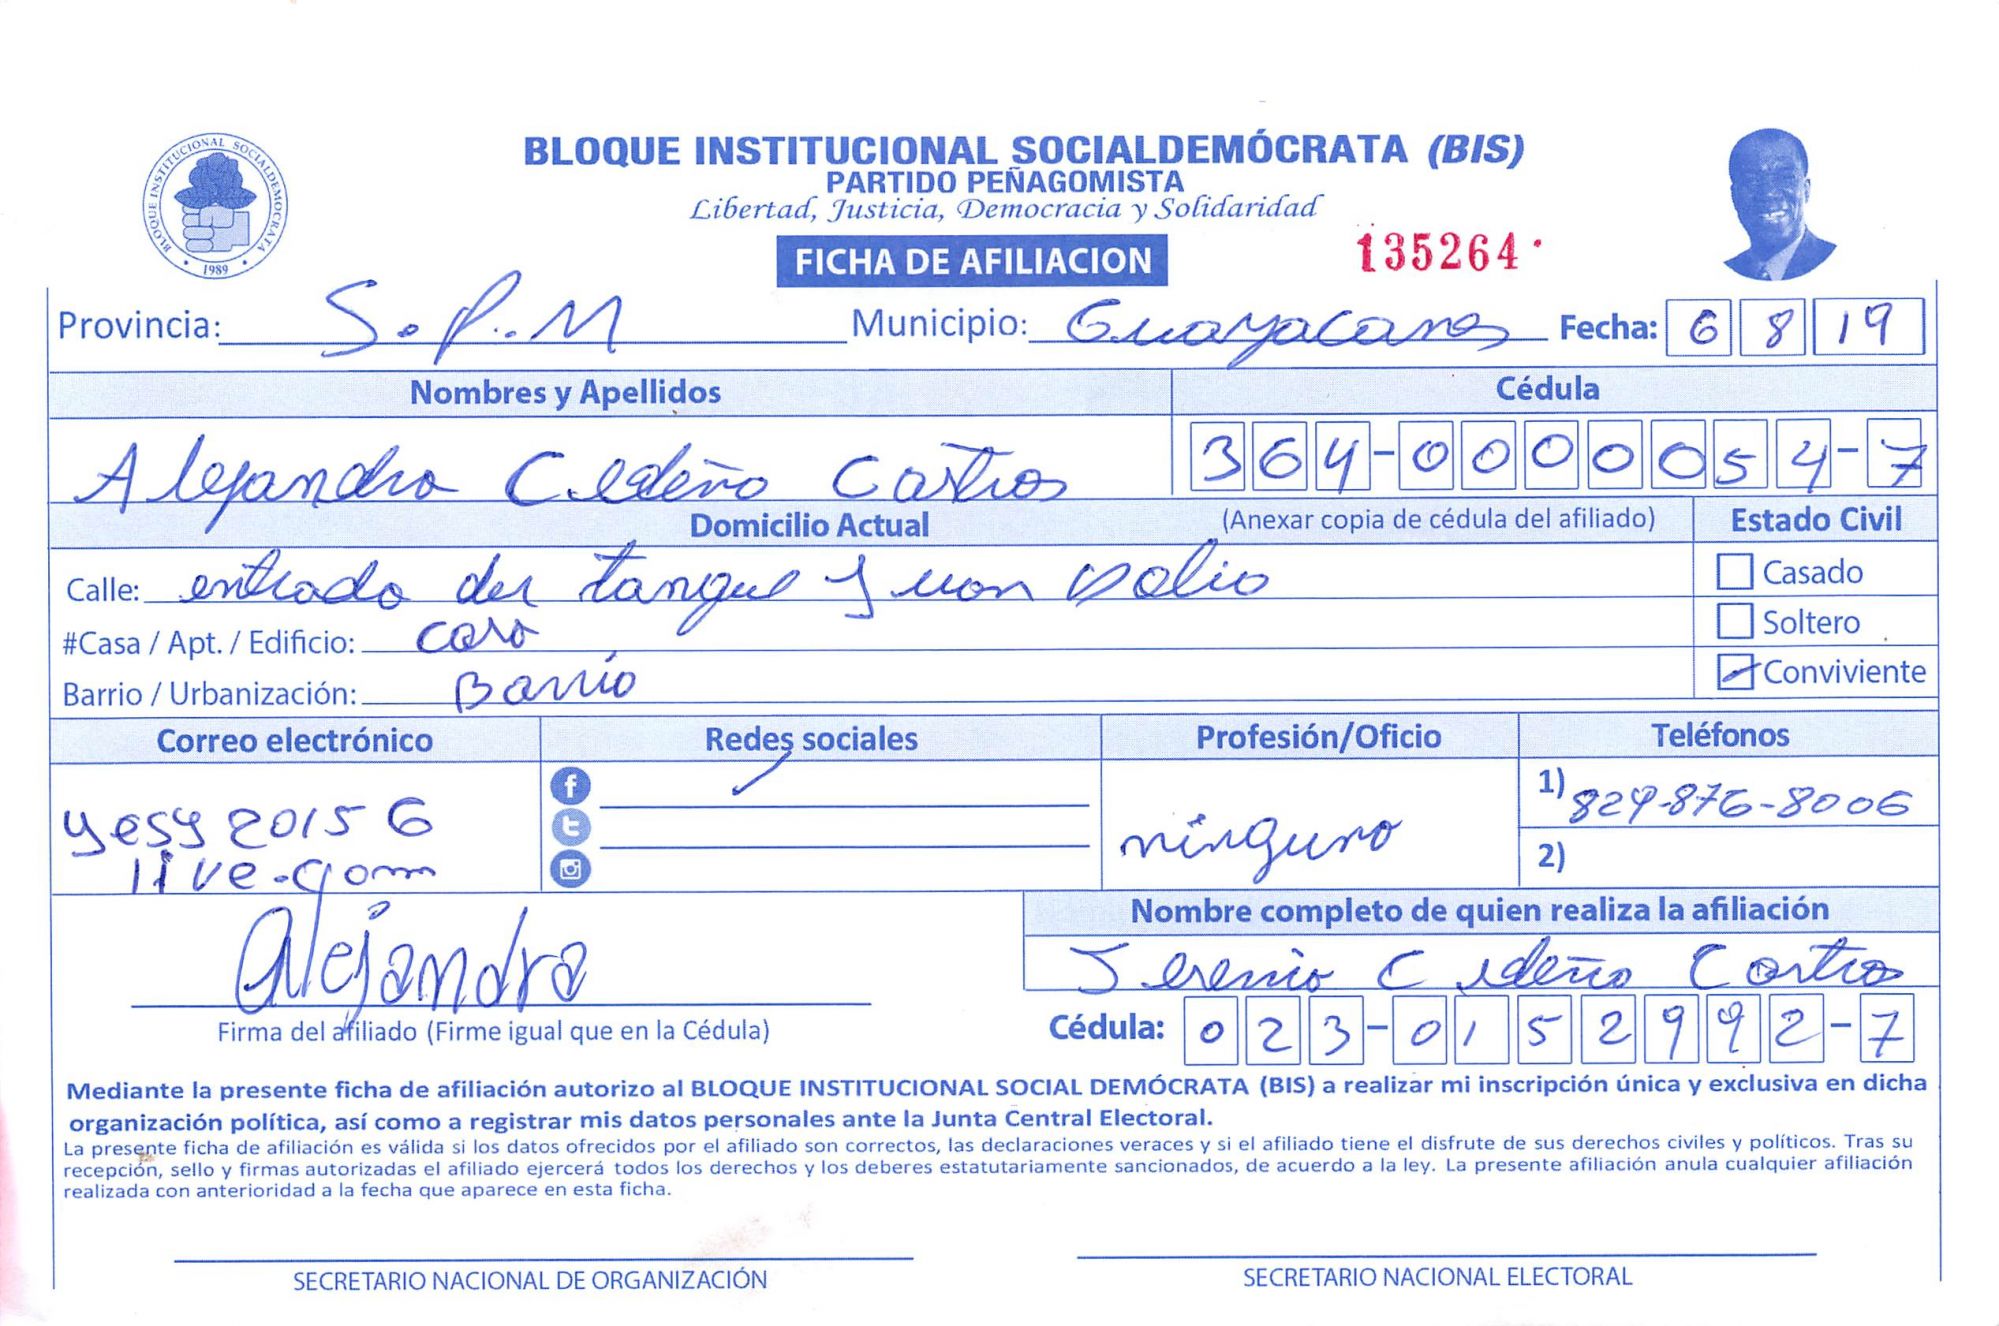 BLOQUE INSTITUCIONAL SOCIALDEMÓCRATA (BIS)
PARTIDO PEÑAGOMISTA
Libertad, Justicia, Democracia y Solidaridad
BLOQUE INSTITUCIONAL SOCIALDEMOCRATA
1989
FICHA DE AFILIACION
135264
Provincia: S.P.M Municipio: Guayacanes Fecha: 6 8 19
Nombres y Apellidos Cédula
Alejandra Cedeño Castros 364-0000054-7
Domicilio Actual (Anexar copia de cédula del afiliado) Estado Civil
Calle: entrada del tanque Juan dolio Casado
#Casa / Apt. / Edificio: casa Soltero
Barrio / Urbanización: Barrio Conviviente
Correo electrónico Redes sociales Profesión/Oficio Teléfonos
yesy 2015 G
live.com
ninguno
1) 829-876-8006
2)
Nombre completo de quien realiza la afiliación
Alejandra
Cedeño Castros
Firma del afiliado (Firme igual que en la Cédula) Cédula: 023-0152992-7
Mediante la presente ficha de afiliación autorizo al BLOQUE INSTITUCIONAL SOCIAL DEMÓCRATA (BIS) a realizar mi inscripción única y exclusiva en dicha
organización política, así como a registrar mis datos personales ante la Junta Central Electoral.
La presente ficha de afiliación es válida si los datos ofrecidos por el afiliado son correctos, las declaraciones veraces y si el afiliado tiene el disfrute de sus derechos civiles y políticos. Tras su
recepción, sello y firmas autorizadas el afiliado ejercerá todos los derechos y los deberes estatutariamente sancionados, de acuerdo a la ley. La presente afiliación anula cualquier afiliación
realizada con anterioridad a la fecha que aparece en esta ficha.
SECRETARIO NACIONAL DE ORGANIZACIÓN SECRETARIO NACIONAL ELECTORAL